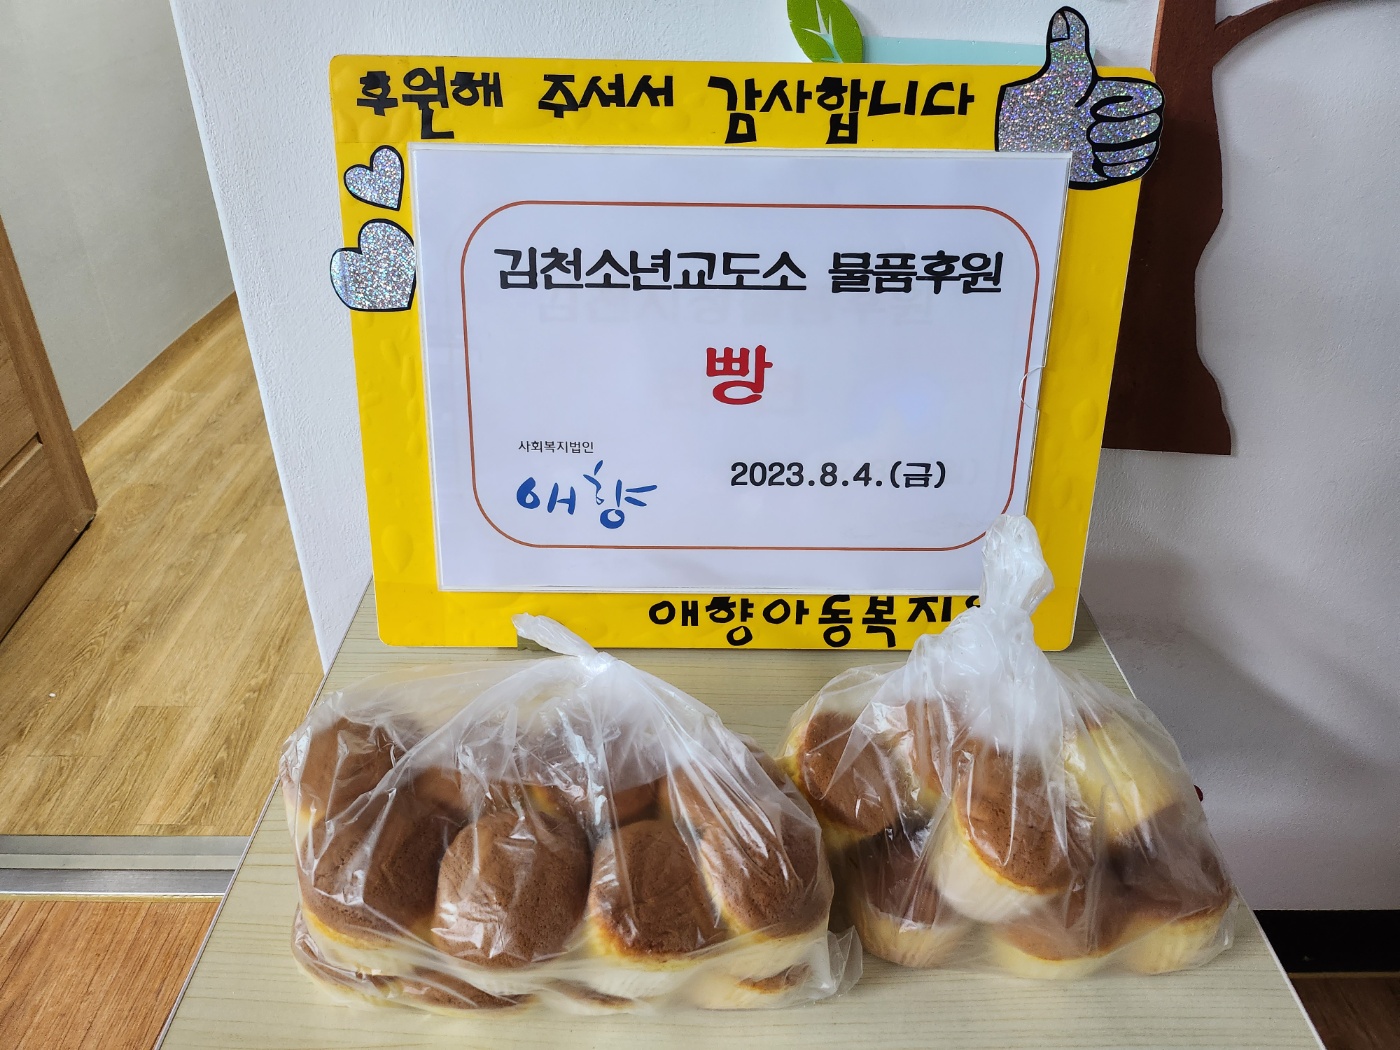 후원해 주셔서 감사합니다
김천소년교도소 물품후원
빵
사회복지법인
애향
2023.8.4.(금)